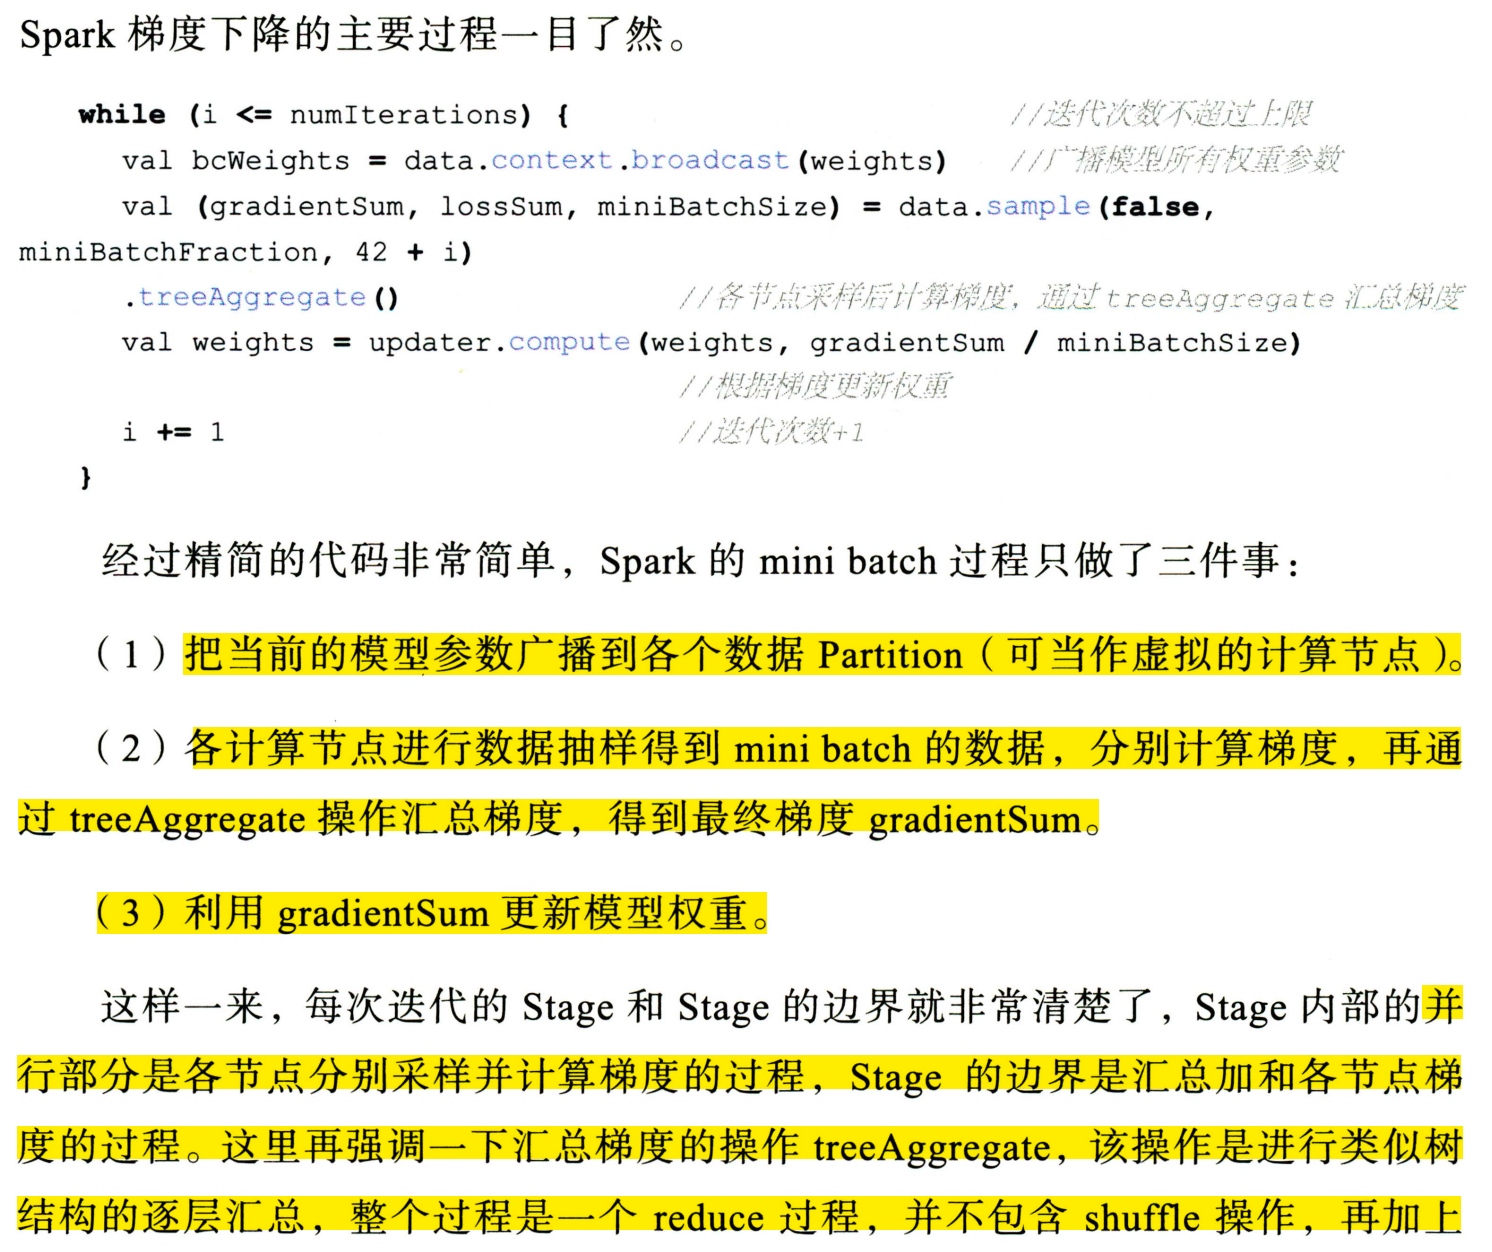 Spark 梯度下降的主要过程一目了然。
while (i <= numIterations) { //迭代次数不超过上限
val bcWeights = data.context.broadcast(weights) //广播模型所有权重参数
val (gradientSum, lossSum, miniBatchSize) = data.sample(false,
miniBatchFraction, 42 + i)
.treeAggregate() //各节点采样后计算梯度，通过treeAggregate汇总梯度
val weights = updater.compute(weights, gradientSum / miniBatchSize)
//根据梯度更新权重
i += 1 //迭代次数+1
}
经过精简的代码非常简单，Spark 的 mini batch 过程只做了三件事：
（1）把当前的模型参数广播到各个数据 Partition（可当作虚拟的计算节点）。
（2）各计算节点进行数据抽样得到 mini batch 的数据，分别计算梯度，再通
过 treeAggregate 操作汇总梯度，得到最终梯度 gradientSum。
（3）利用 gradientSum 更新模型权重。
这样一来，每次迭代的 Stage 和 Stage 的边界就非常清楚了，Stage 内部的并
行部分是各节点分别采样并计算梯度的过程，Stage 的边界是汇总加和各节点梯
度的过程。这里再强调一下汇总梯度的操作 treeAggregate，该操作是进行类似树
结构的逐层汇总，整个过程是一个 reduce 过程，并不包含 shuffle 操作，再加上